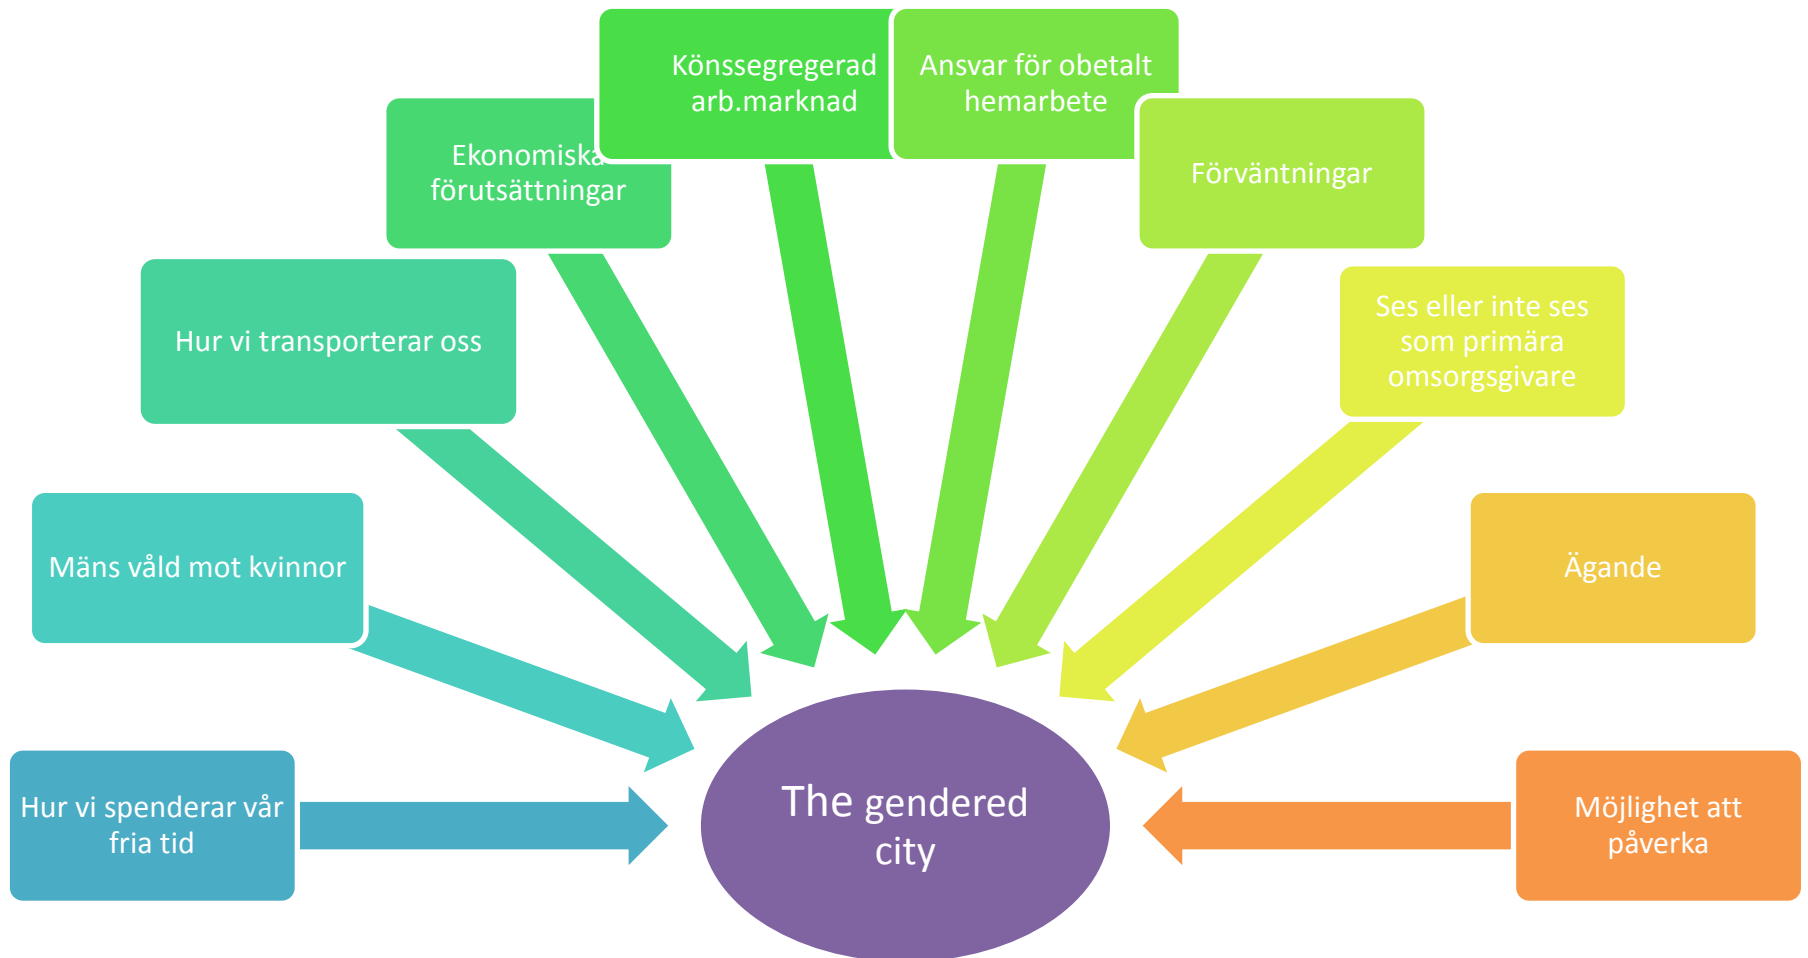 Könssegregerad
arb.marknad
Ansvar för obetalt
hemarbete
Ekonomiska
förutsättningar
Förväntningar
Hur vi transporterar oss
Ses eller inte ses
som primära
omsorgsgivare
Mäns våld mot kvinnor
Ägande
Hur vi spenderar vår
fria tid
The gendered
city
Möjlighet att
påverka